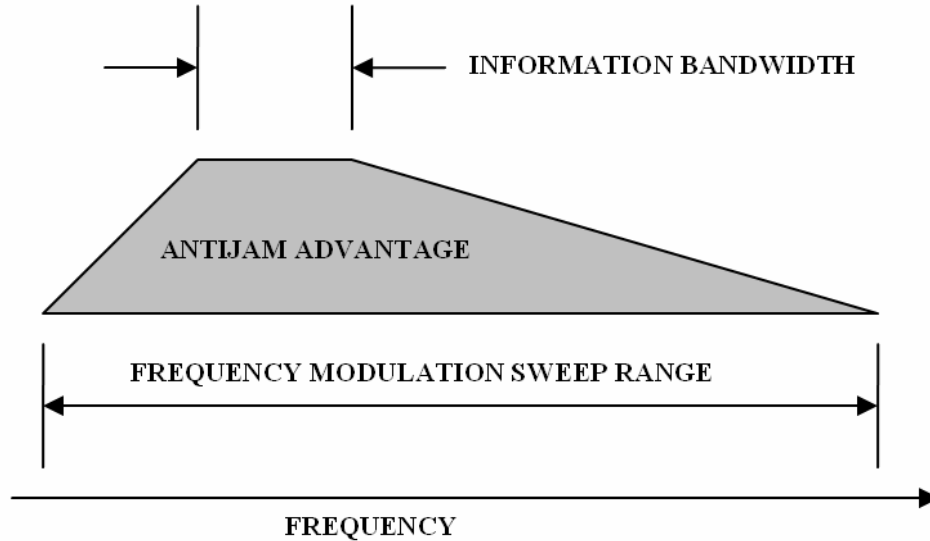 INFORMATION BANDWIDTH
ANTIJAM ADVANTAGE
FREQUENCY MODULATION SWEEP RANGE
FREQUENCY